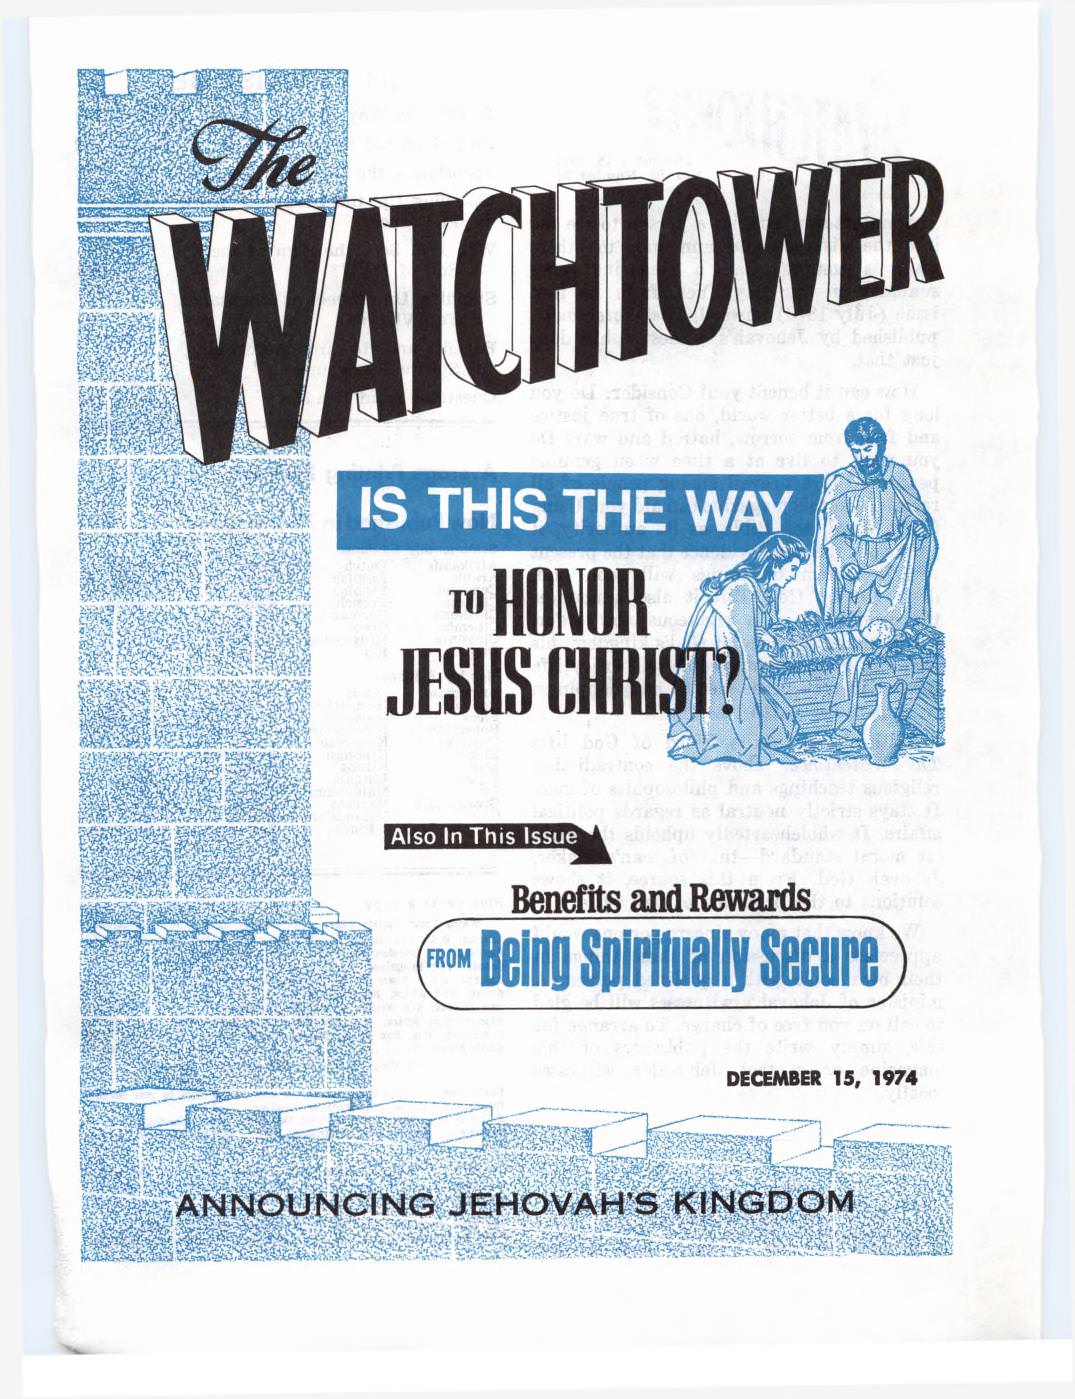 The
WATCHTOWER
IS THIS THE WAY
TO HONOR
JESUS CHRIST?
Also In This Issue
Benefits and Rewards
FROM Being Spiritually Secure
DECEMBER 15, 1974
ANNOUNCING JEHOVAH'S KINGDOM